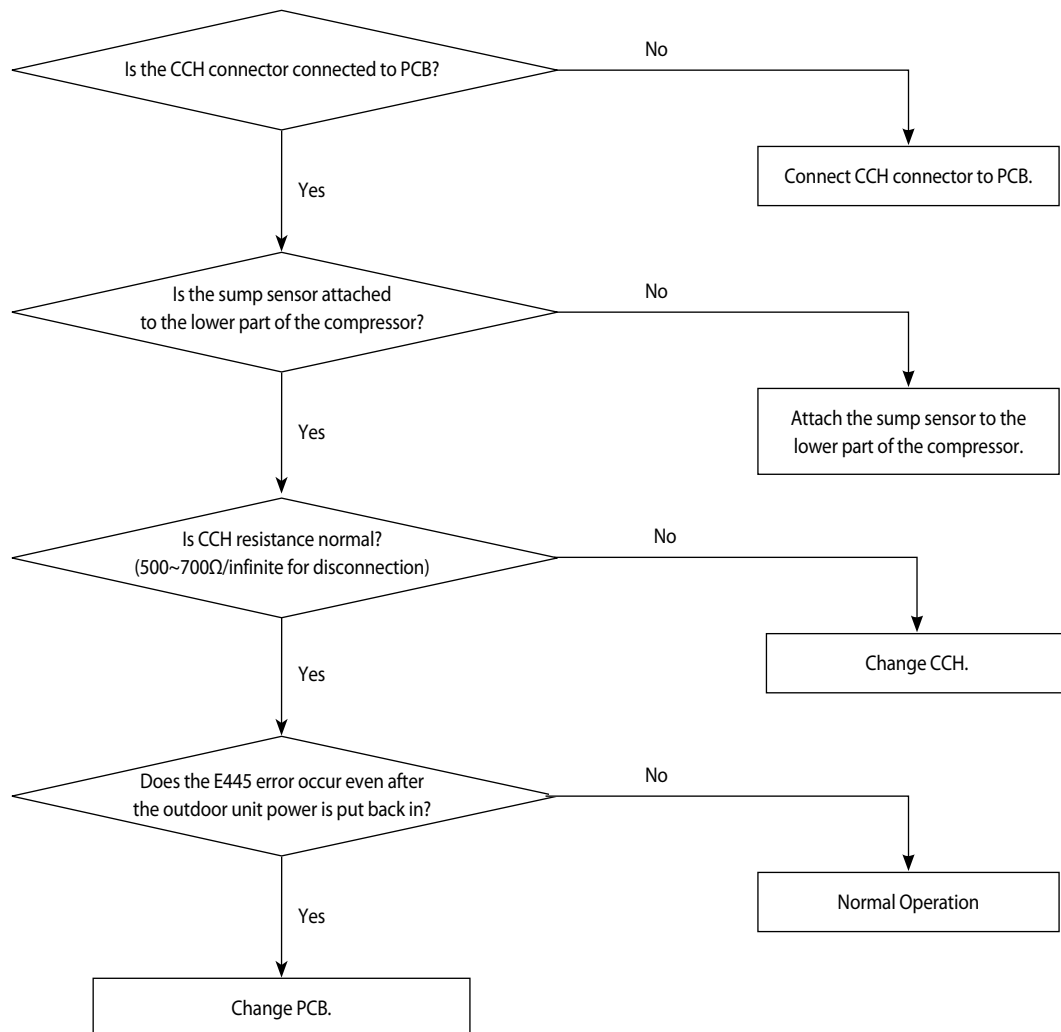 Is the CCH connector connected to PCB?
No
Connect CCH connector to PCB.
Yes
Is the sump sensor attached
to the lower part of the compressor?
No
Attach the sump sensor to the
lower part of the compressor.
Yes
Is CCH resistance normal?
(500~700Ω/infinite for disconnection)
No
Change CCH.
Yes
Does the E445 error occur even after
the outdoor unit power is put back in?
No
Normal Operation
Yes
Change PCB.